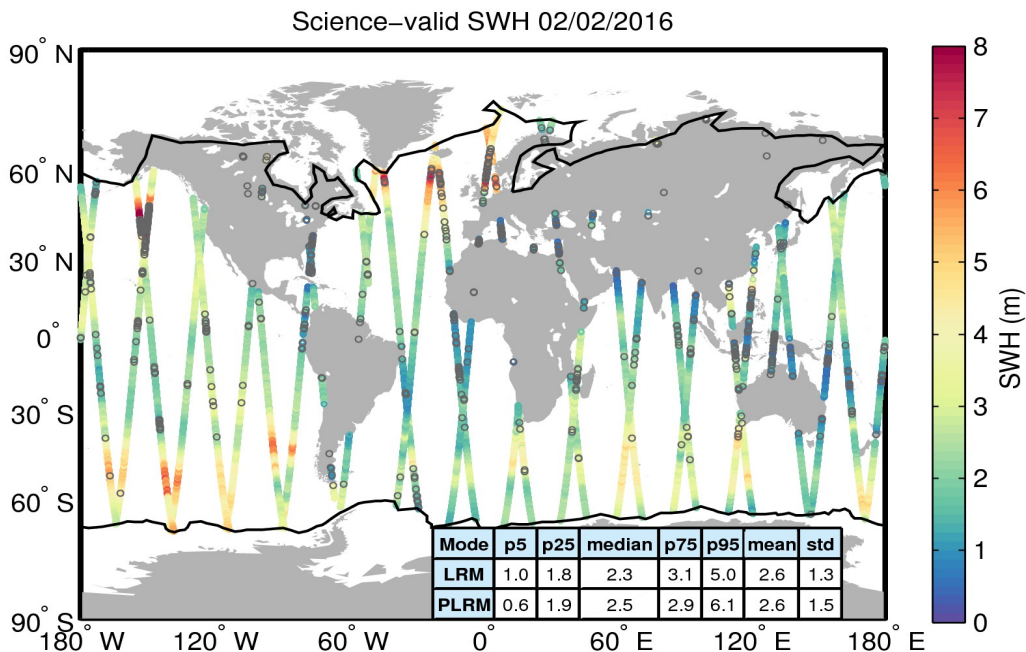 Science−valid SWH 02/02/2016
90° N
60° N
30° N
0°
30° S
60° S
90° S
180° W
120° W
60° W
0°
60° E
120° E
180° E
8
7
6
5
4
3
2
1
0
SWH (m)
Mode p5 p25 median p75 p95 mean std
LRM 1.0 1.8 2.3 3.1 5.0 2.6 1.3
PLRM 0.6 1.9 2.5 2.9 6.1 2.6 1.5